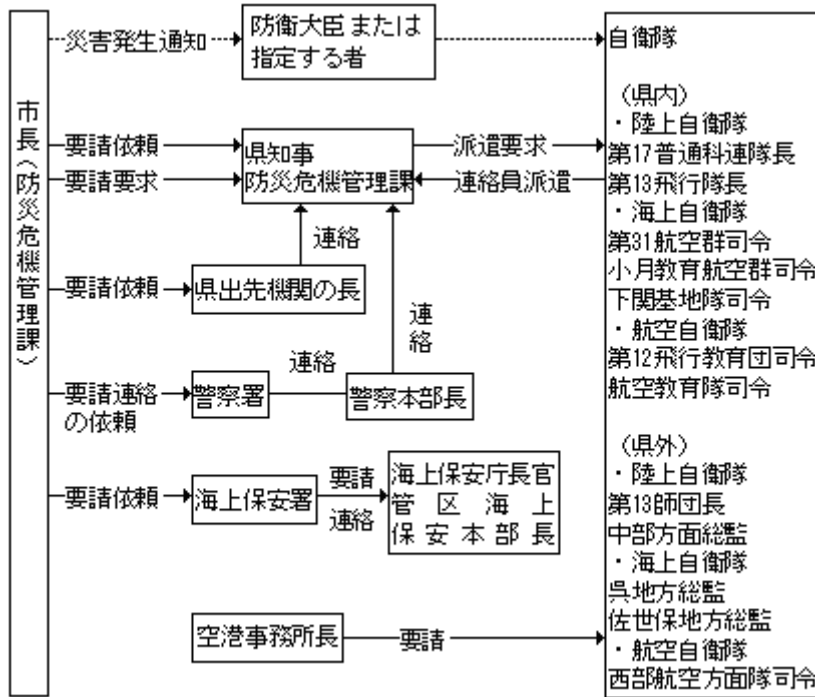 市長（防災危機管理課）
災害発生通知
防衛大臣または
指定する者
要請依頼
要請要求
県知事
防災危機管理課
派遣要求
連絡員派遣
連絡
要請依頼
県出先機関の長
連絡
連絡
要請連絡
の依頼
警察署
警察本部長
要請依頼
海上保安署
要請
連絡
海上保安庁長官
管区海上
保安本部長
空港事務所長
要請
自衛隊
（県内）
・陸上自衛隊
第17普通科連隊長
第13飛行隊長
・海上自衛隊
第31航空群司令
小月教育航空群司令
下関基地隊司令
・航空自衛隊
第12飛行教育団司令
航空教育隊司令
（県外）
・陸上自衛隊
第13師団長
中部方面総監
・海上自衛隊
呉地方総監
佐世保地方総監
・航空自衛隊
西部航空方面隊司令